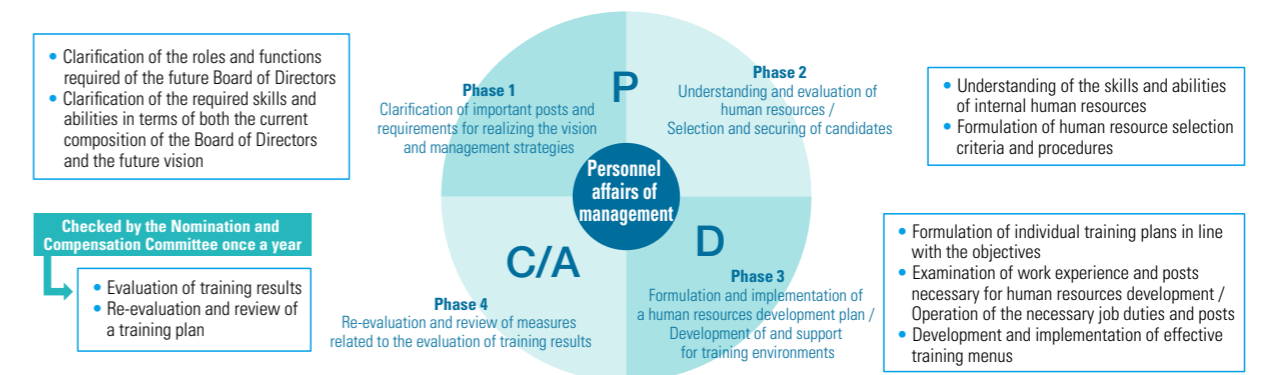 • Clarification of the roles and functions
required of the future Board of Directors
• Clarification of the required skills and
abilities in terms of both the current
composition of the Board of Directors
and the future vision
P
Phase 1
Clarification of important posts and
requirements for realizing the vision
and management strategies
Phase 2
Understanding and evaluation of
human resources /
Selection and securing of candidates
• Understanding of the skills and abilities
of internal human resources
• Formulation of human resource selection
criteria and procedures
Personnel
affairs of
management
Checked by the Nomination and
Compensation Committee once a year
• Evaluation of training results
• Re-evaluation and review of
a training plan
C/A
Phase 4
Re-evaluation and review of measures
related to the evaluation of training results
D
Phase 3
Formulation and implementation of
a human resources development plan /
Development of and support
for training environments
• Formulation of individual training plans in line
with the objectives
• Examination of work experience and posts
necessary for human resources development /
Operation of the necessary job duties and posts
• Development and implementation of effective
training menus